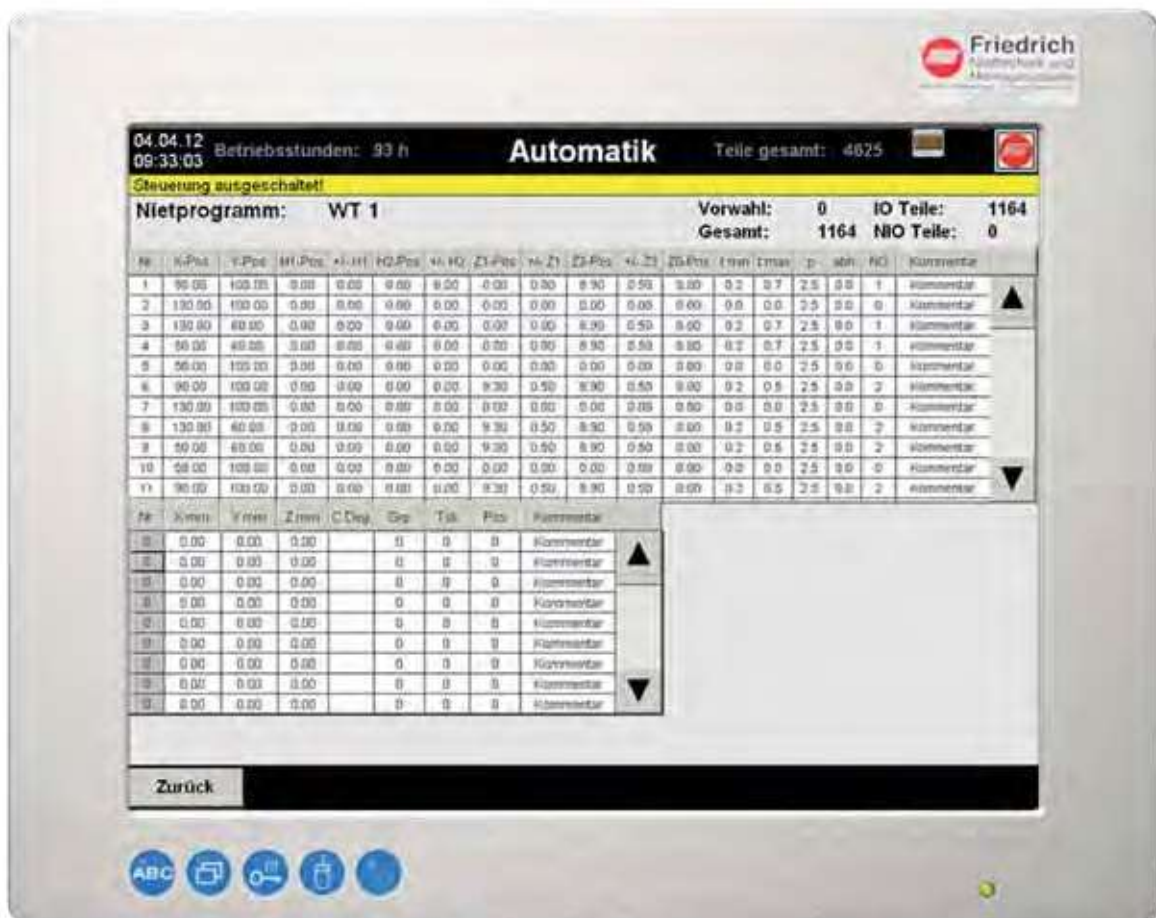 Friedrich
04.04.12
09:33:03
Betriebsstunden: 93 h
Automatik
Teile gesamt: 4625
Steuerung ausgeschaltet!
Nietprogramm: WT 1
Vorwahl: 0 IO Teile: 1164
Gesamt: 1164 NIO Teile: 0
Nr X-Pos Y-Pos H1-Pos +/- H1 H2-Pos +/- H2 Z1-Pos +/- Z1 Z3-Pos +/- Z3 t min t max p abh Kommentar
1 90.00 100.00 0.00 0.00 0.00 0.00 0.00 0.00 8.90 0.50 0.00 0.2 0.7 2.5 0.0 1 Kommentar
2 130.00 100.00 0.00 0.00 0.00 0.00 0.00 0.00 0.00 0.00 0.00 0.0 0.0 2.5 0.0 0 Kommentar
3 130.00 60.00 0.00 0.00 0.00 0.00 0.00 0.00 8.90 0.50 0.00 0.2 0.7 2.5 0.0 1 Kommentar
4 50.00 60.00 0.00 0.00 0.00 0.00 0.00 0.00 8.90 0.50 0.00 0.2 0.7 2.5 0.0 1 Kommentar
5 50.00 100.00 0.00 0.00 0.00 0.00 0.00 0.00 0.00 0.00 0.00 0.0 0.0 2.5 0.0 0 Kommentar
6 90.00 100.00 0.00 0.00 0.00 0.00 9.30 0.50 8.90 0.50 0.00 0.2 0.5 2.5 0.0 2 Kommentar
7 130.00 100.00 0.00 0.00 0.00 0.00 0.00 0.00 0.00 0.00 0.00 0.0 0.0 2.5 0.0 0 Kommentar
8 130.00 60.00 0.00 0.00 0.00 0.00 9.30 0.50 8.90 0.50 0.00 0.2 0.5 2.5 0.0 2 Kommentar
9 50.00 60.00 0.00 0.00 0.00 0.00 9.30 0.50 8.90 0.50 0.00 0.2 0.5 2.5 0.0 2 Kommentar
10 50.00 100.00 0.00 0.00 0.00 0.00 0.00 0.00 0.00 0.00 0.00 0.0 0.0 2.5 0.0 0 Kommentar
11 90.00 100.00 0.00 0.00 0.00 0.00 9.30 0.50 8.90 0.50 0.00 0.2 0.5 2.5 0.0 2 Kommentar
Nr X mm Y mm Z mm C Deg Grp Pos Kommentar
0 0.00 0.00 0.00 0 0 0 Kommentar
0 0.00 0.00 0.00 0 0 0 Kommentar
0 0.00 0.00 0.00 0 0 0 Kommentar
0 0.00 0.00 0.00 0 0 0 Kommentar
0 0.00 0.00 0.00 0 0 0 Kommentar
0 0.00 0.00 0.00 0 0 0 Kommentar
0 0.00 0.00 0.00 0 0 0 Kommentar
0 0.00 0.00 0.00 0 0 0 Kommentar
0 0.00 0.00 0.00 0 0 0 Kommentar
Zurück
ABC